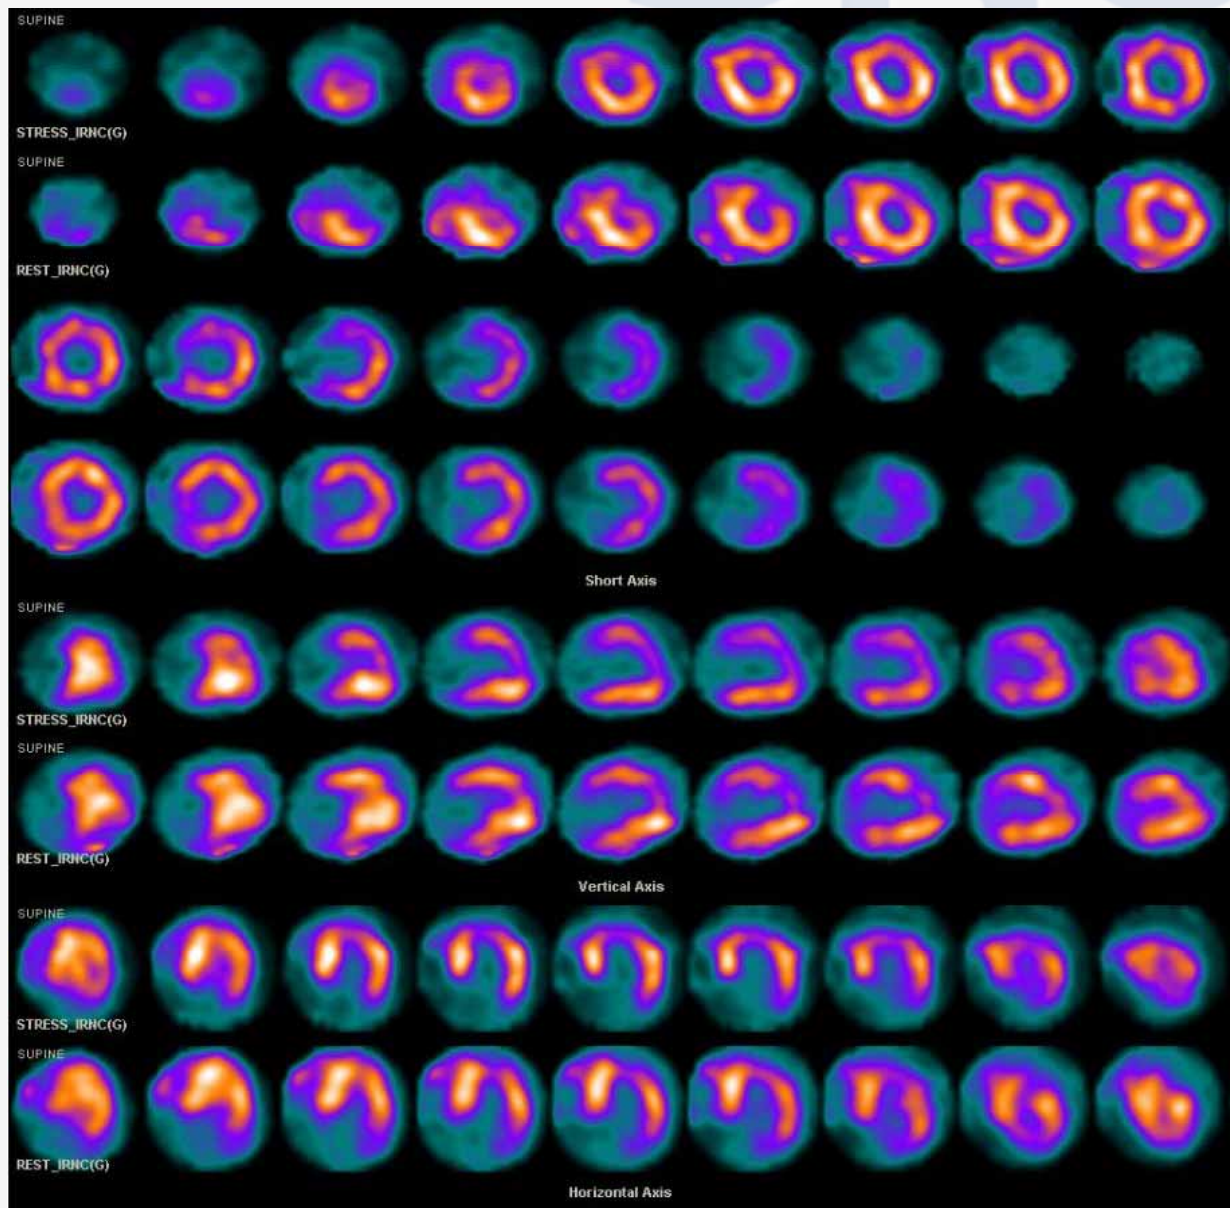 SUPINE
STRESS_IRNC(G)
SUPINE
REST_IRNC(G)
Short Axis
SUPINE
STRESS_IRNC(G)
SUPINE
REST_IRNC(G)
Vertical Axis
SUPINE
STRESS_IRNC(G)
SUPINE
REST_IRNC(G)
Horizontal Axis